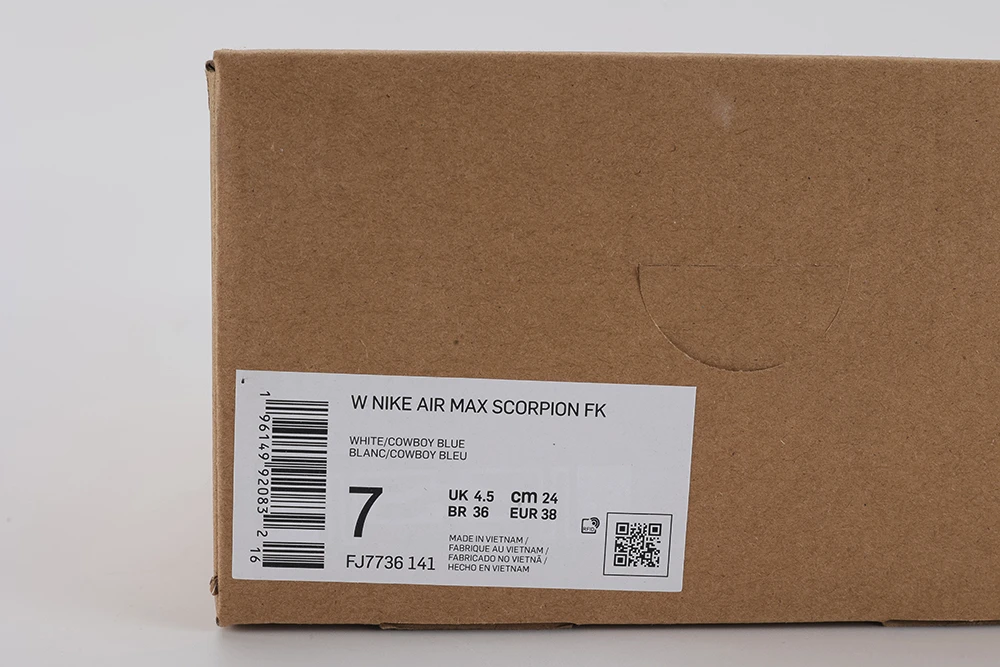 W NIKE AIR MAX SCORPION FK
WHITE/COWBOY BLUE
BLANC/COWBOY BLEU
7
UK 4.5 cm 24
BR 36 EUR 38
FJ7736 141
MADE IN VIETNAM /
FABRIQUE AU VIETNAM /
FABRICADO NO VIETNÃ /
HECHO EN VIETNAM
RFID
1 96149 92083 2 16